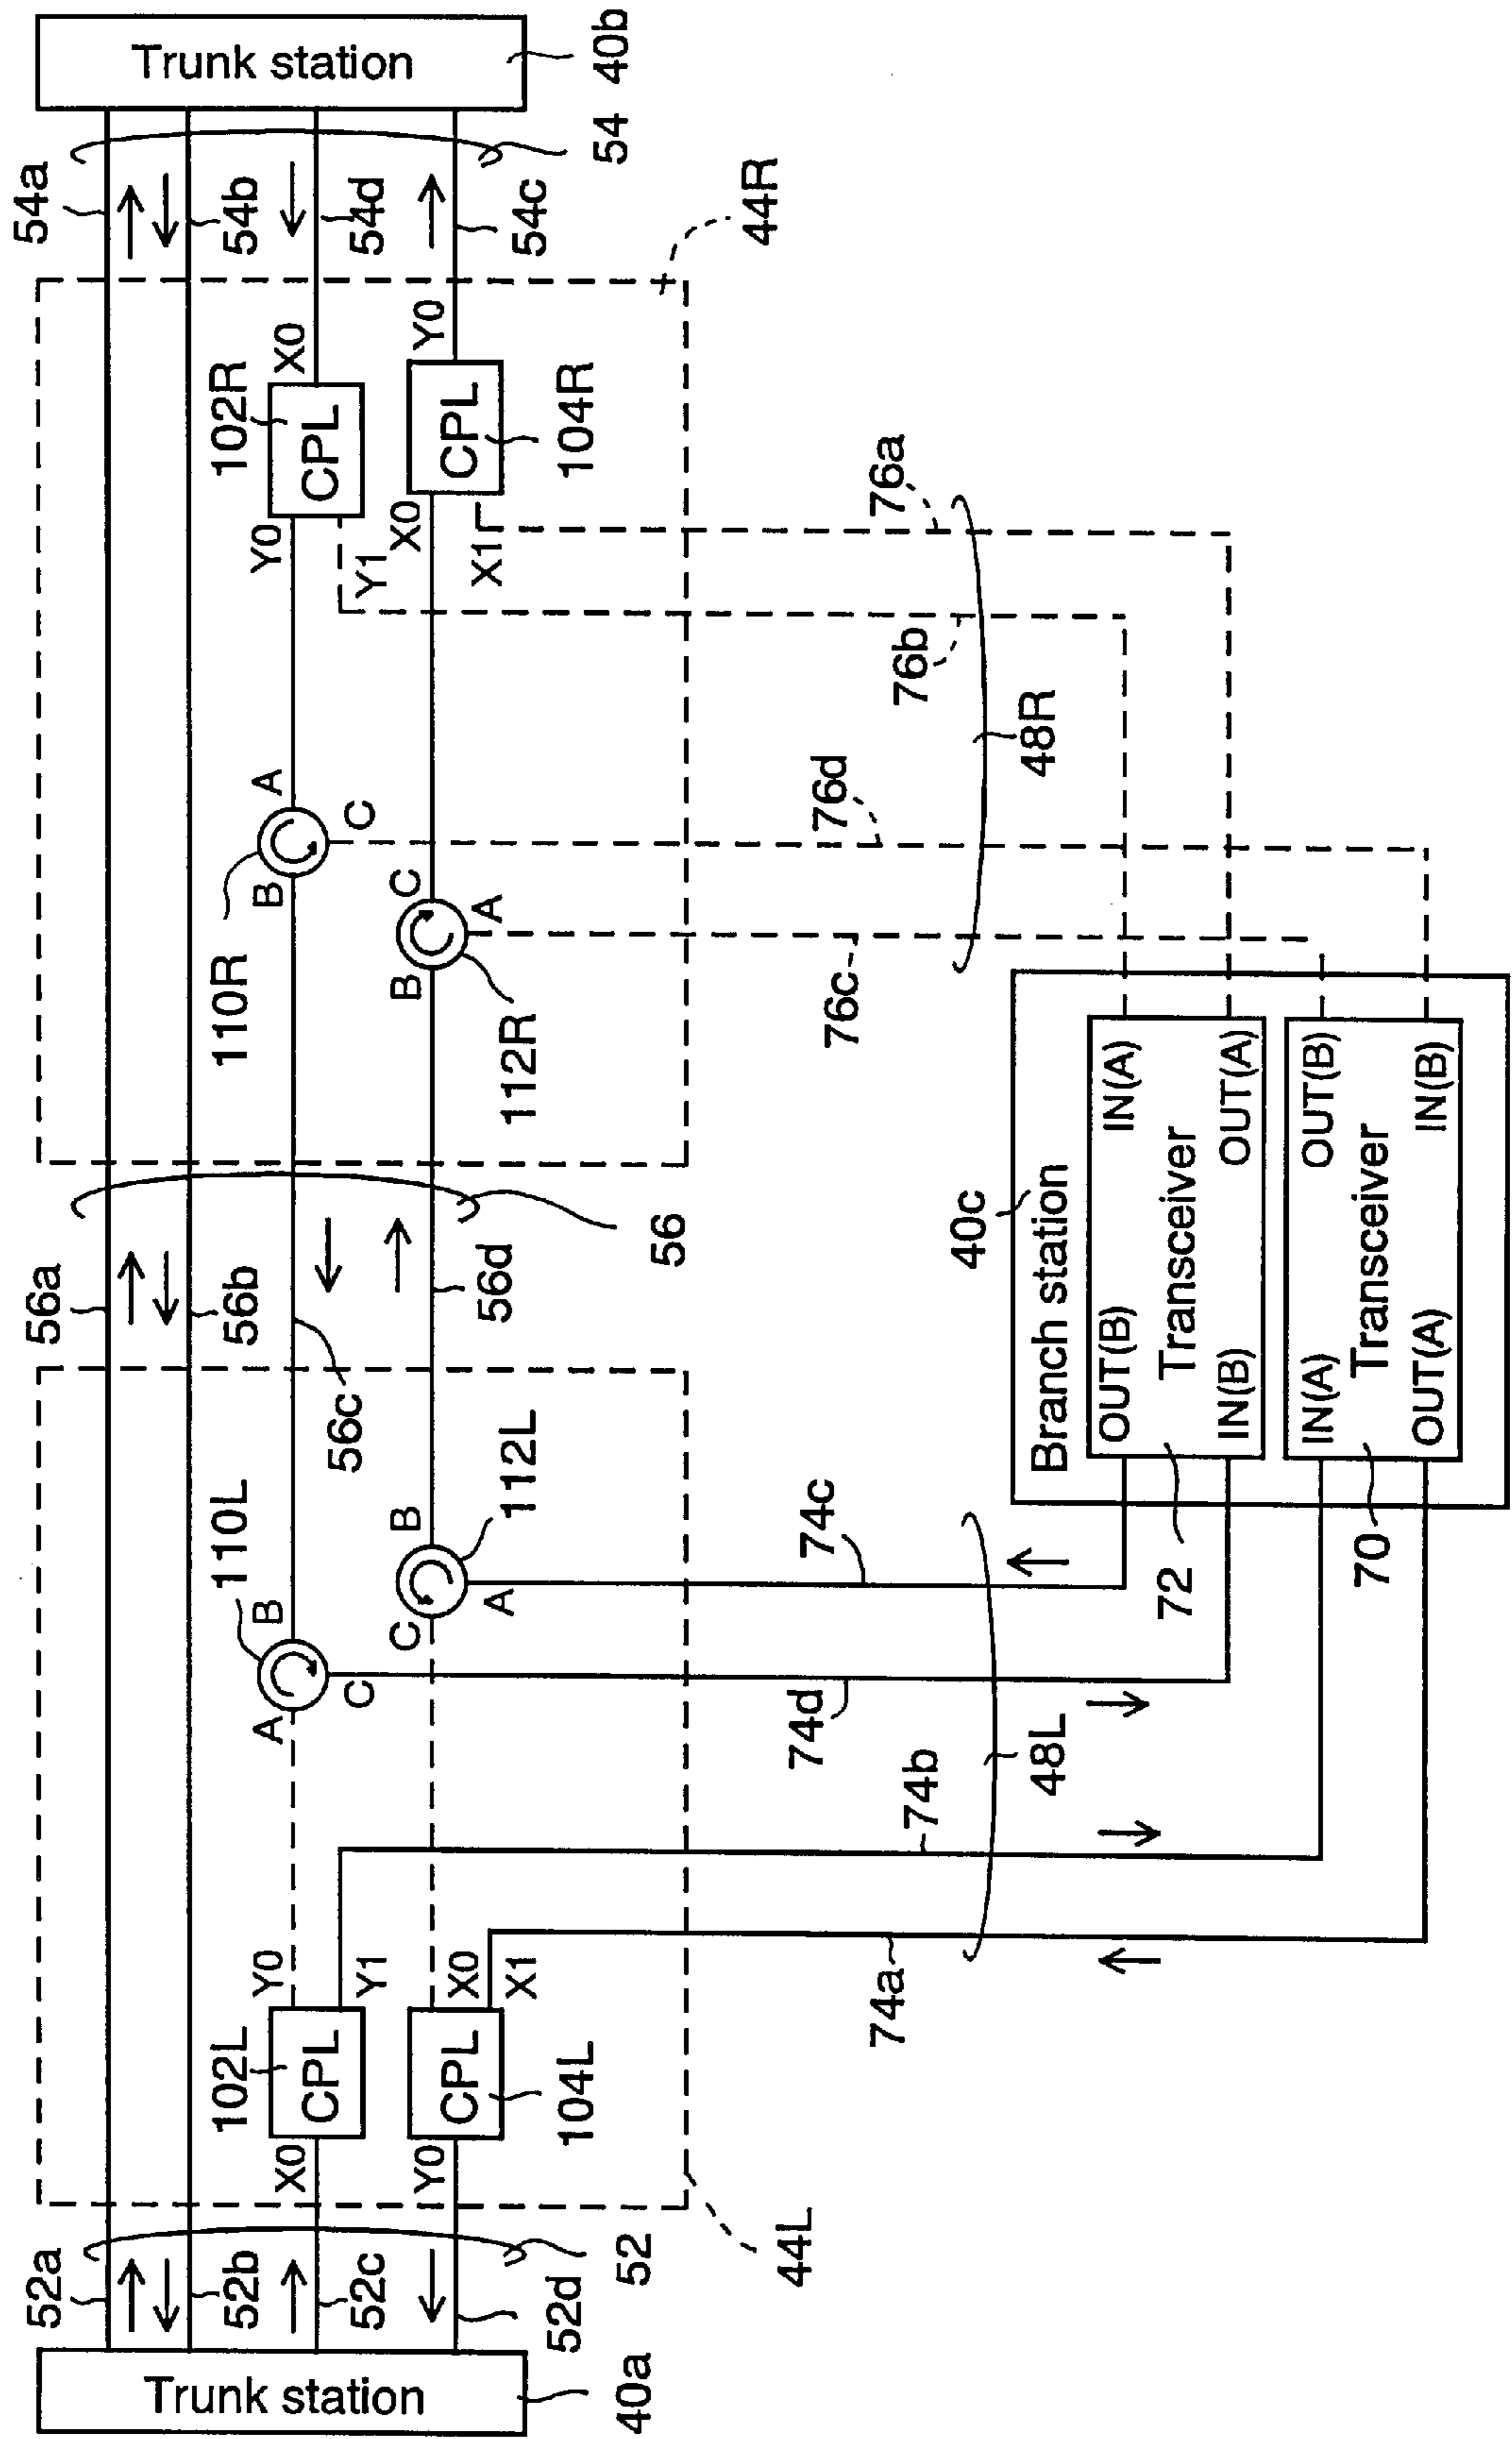 Trunk station
40a
52a
52b
52c
52d
52
44L
102L
CPL
X0
Y0
Y1
104L
CPL
Y0
X0
X1
110L
A
B
C
112L
C
B
A
56a
56b
56c
56d
56
110R
B
A
C
112R
B
C
A
102R
CPL
Y0
X0
Y1
104R
CPL
X0
X1
Y0
44R
54a
54b
54d
54c
54
Trunk station
40b
74a
74b
74d
74c
48L
76c
76d
76b
76a
48R
Branch station
40c
OUT(B)
IN(A)
Transceiver
IN(B)
OUT(A)
72
IN(A)
OUT(B)
Transceiver
OUT(A)
IN(B)
70